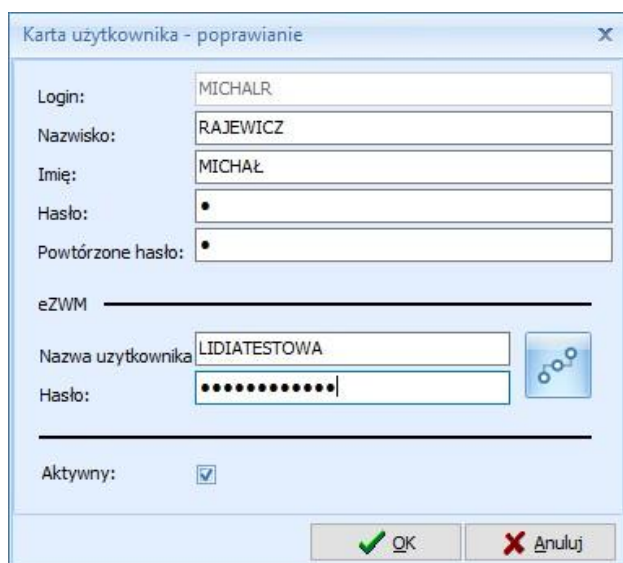 Karta użytkownika - poprawianie
Login: MICHALR
Nazwisko: RAJEWICZ
Imię: MICHAŁ
Hasło: •
Powtórzone hasło: •
eZWM
Nazwa uzytkownika LIDIATESTOWA
Hasło: ••••••••••••
Aktywny:
OK Anuluj